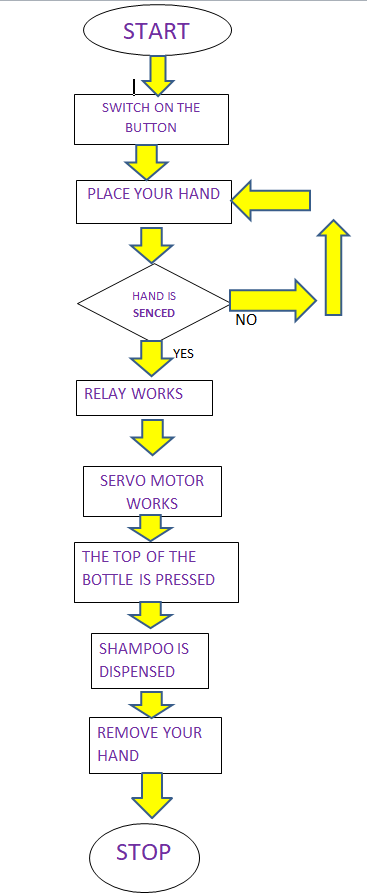 START
SWITCH ON THE
BUTTON
PLACE YOUR HAND
HAND IS
SENCED
NO
YES
RELAY WORKS
SERVO MOTOR
WORKS
THE TOP OF THE
BOTTLE IS PRESSED
SHAMPOO IS
DISPENSED
REMOVE YOUR
HAND
STOP